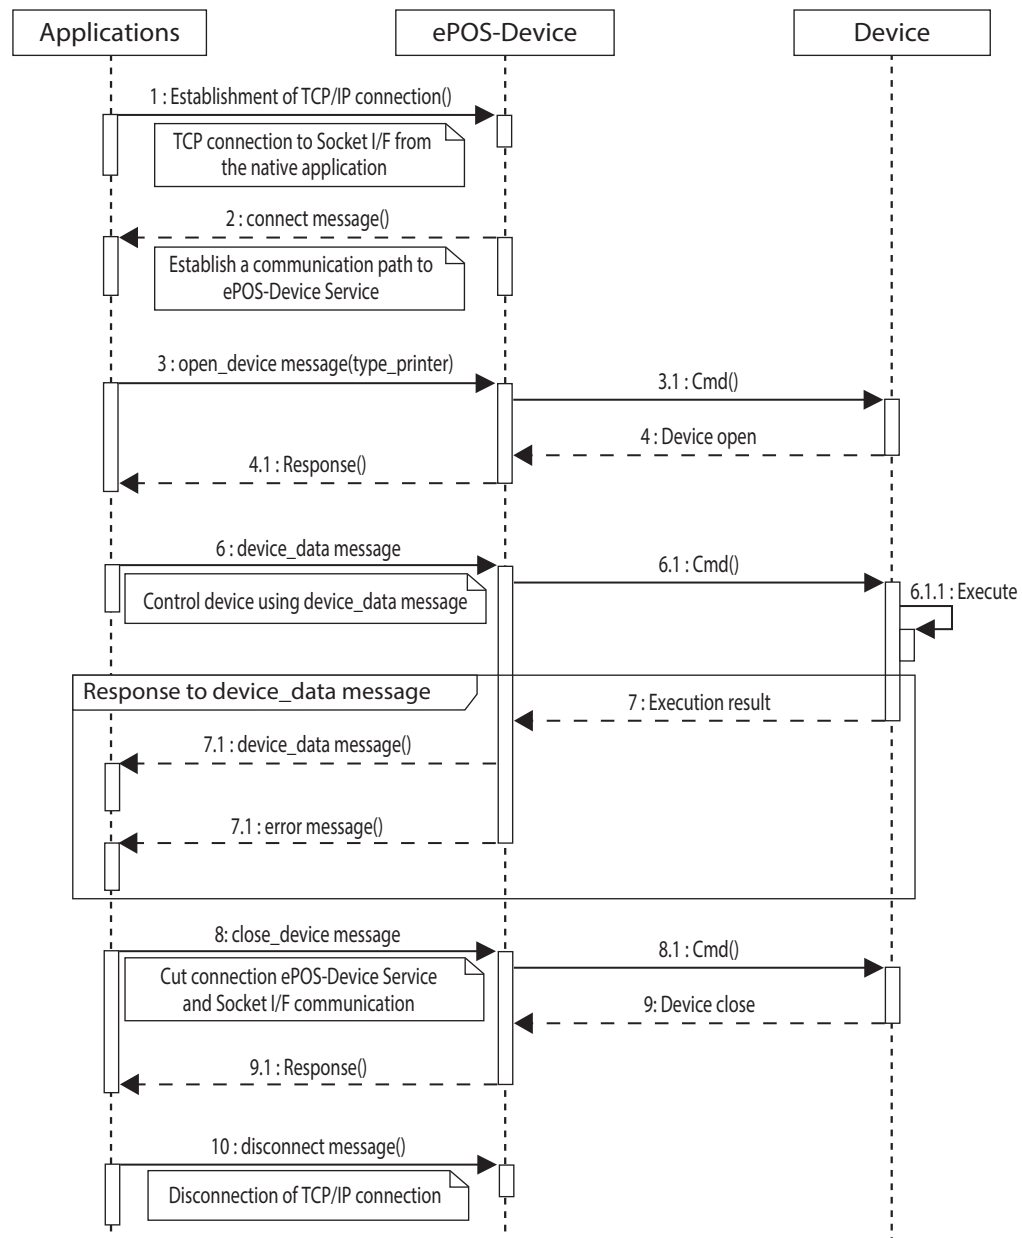 Applications
ePOS-Device
Device
1 : Establishment of TCP/IP connection()
TCP connection to Socket I/F from
the native application
2 : connect message()
Establish a communication path to
ePOS-Device Service
3 : open_device message(type_printer)
3.1 : Cmd()
4 : Device open
4.1 : Response()
6 : device_data message
6.1 : Cmd()
6.1.1 : Execute
Control device using device_data message
Response to device_data message
7 : Execution result
7.1 : device_data message()
7.1 : error message()
8: close_device message
8.1 : Cmd()
Cut connection ePOS-Device Service
and Socket I/F communication
9: Device close
9.1 : Response()
10 : disconnect message()
Disconnection of TCP/IP connection